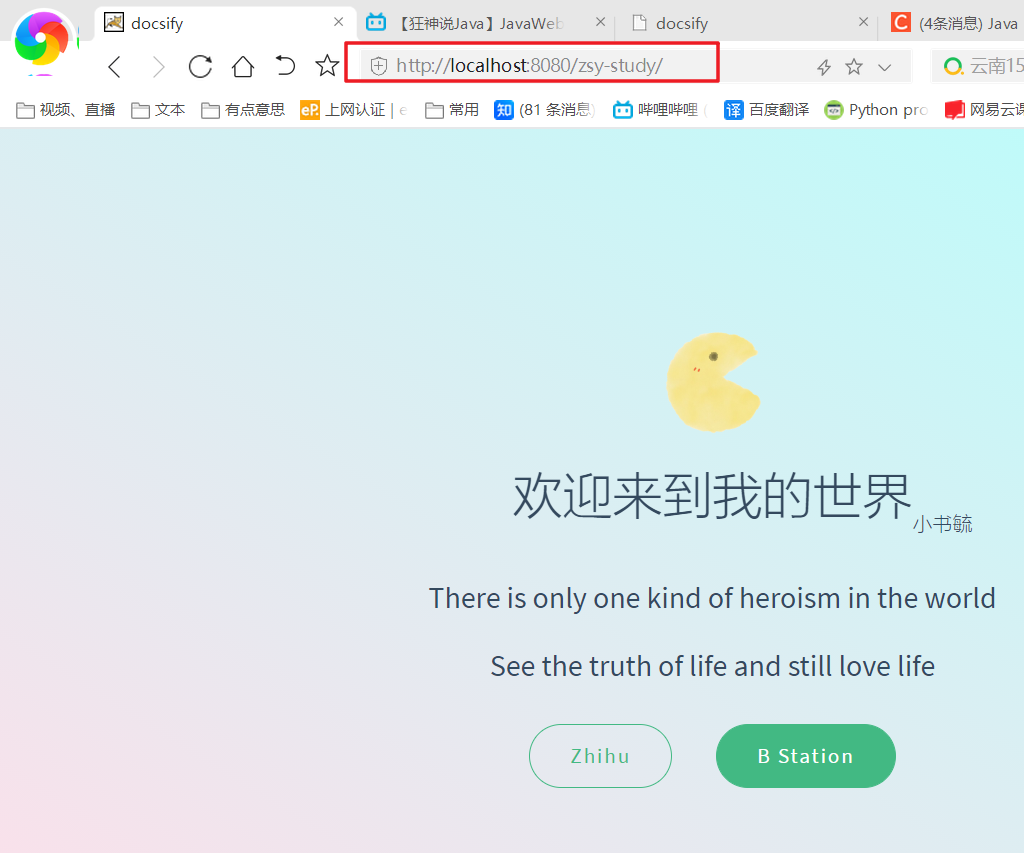 docsify
【狂神说Java】JavaWeb
docsify
(4条消息) Java
http://localhost:8080/zsy-study/
云南15
视频、直播
文本
有点意思
eP. 上网认证 | e
常用
知 (81 条消息)
哔哩哔哩 (
译 百度翻译
Python pro
网易云课
欢迎来到我的世界
小书毓
There is only one kind of heroism in the world
See the truth of life and still love life
Zhihu
B Station